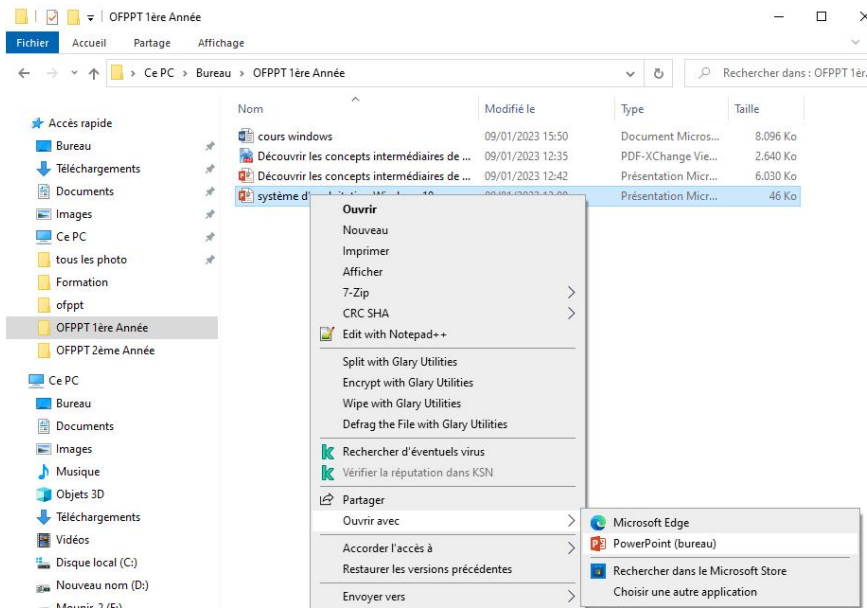 OFPPT 1ère Année
Fichier Accueil Partage Affichage
Ce PC > Bureau > OFPPT 1ère Année
Rechercher dans : OFPPT 1èr
Nom Modifié le Type Taille
cours windows 09/01/2023 15:50 Document Micros... 8.096 Ko
Découvrir les concepts intermédiaires de ... 09/01/2023 12:35 PDF-XChange Vie... 2.640 Ko
Découvrir les concepts intermédiaires de ... 09/01/2023 12:42 Présentation Micr... 6.030 Ko
système Présentation Micr... 46 Ko
Accès rapide
Bureau
Téléchargements
Documents
Images
Ce PC
tous les photo
Formation
ofppt
OFPPT 1ère Année
OFPPT 2ème Année
Ce PC
Bureau
Documents
Images
Musique
Objets 3D
Téléchargements
Vidéos
Disque local (C:)
Nouveau nom (D:)
Ouvrir
Nouveau
Imprimer
Afficher
7-Zip
CRC SHA
Edit with Notepad++
Split with Glary Utilities
Encrypt with Glary Utilities
Wipe with Glary Utilities
Defrag the File with Glary Utilities
Rechercher d'éventuels virus
Vérifier la réputation dans KSN
Partager
Ouvrir avec
Accorder l'accès à
Restaurer les versions précédentes
Envoyer vers
Microsoft Edge
PowerPoint (bureau)
Rechercher dans le Microsoft Store
Choisir une autre application